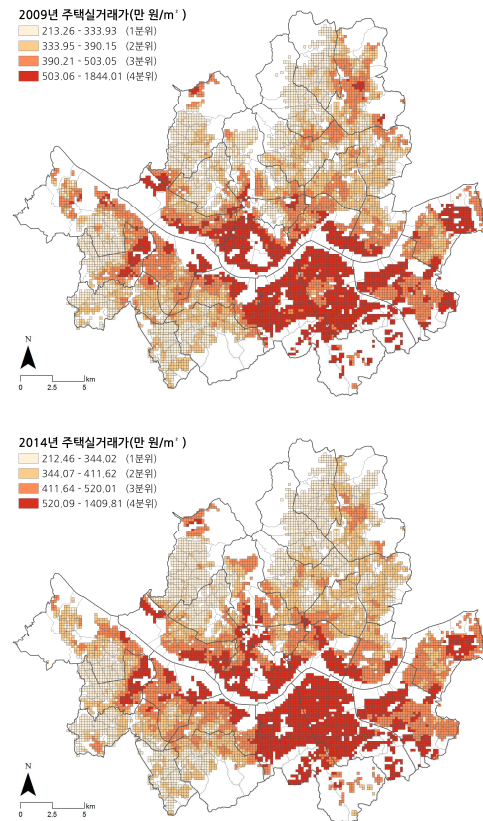 2009년 주택실거래가(만 원/㎡ )
213.26 - 333.93 (1분위)
333.95 - 390.15 (2분위)
390.21 - 503.05 (3분위)
503.06 - 1844.01 (4분위)
N
km
0 2.5 5
2014년 주택실거래가(만 원/㎡ )
212.46 - 344.02 (1분위)
344.07 - 411.62 (2분위)
411.64 - 520.01 (3분위)
520.09 - 1409.81 (4분위)
N
km
0 2.5 5